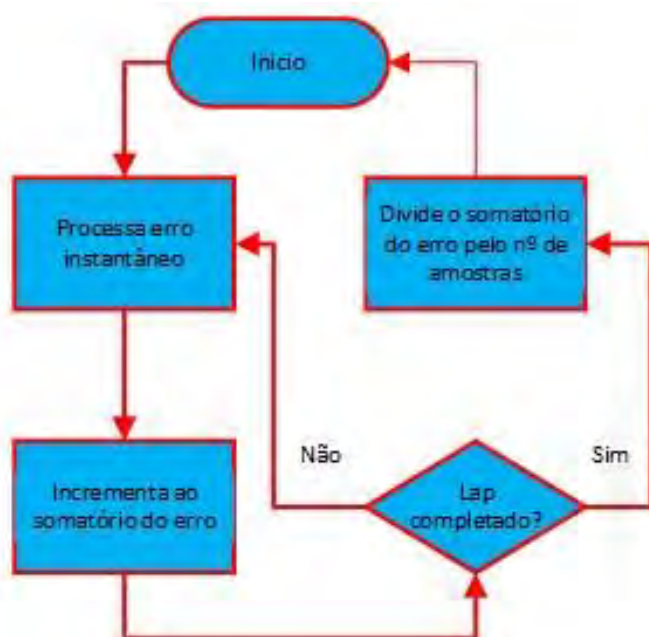 Inicio
Processa erro
instantâneo
Divide o somatório
do erro pelo nº de
amostras
Incrementa ao
somatório do erro
Não
Lap
completado?
Sim